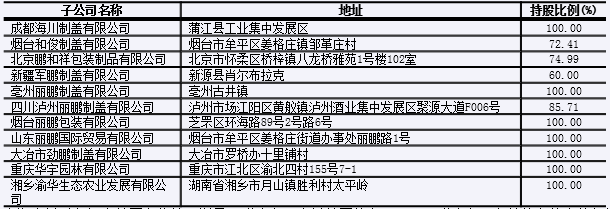 子公司名称 地址 持股比例(%)
成都海川制盖有限公司 蒲江县工业集中发展区 100.00
烟台和俊制盖有限公司 烟台市牟平区姜格庄镇邹革庄村 72.41
北京鹏和祥包装制品有限公司 北京市怀柔区桥梓镇八龙桥雅苑1号楼102室 74.99
新疆军鹏制盖有限公司 新源县肖尔布拉克 60.00
亳州丽鹏制盖有限公司 亳州古井镇 100.00
四川泸州丽鹏制盖有限公司 泸州市场江阳区黄舣镇泸州酒业集中发展区聚源大道F006号 85.71
烟台丽鹏包装有限公司 芝罘区环海路89号2号路6号 100.00
山东丽鹏国际贸易有限公司 烟台市牟平区姜格庄街道办事处丽鹏路1号 100.00
大冶市劲鹏制盖有限公司 大冶市罗桥办十里铺村 100.00
重庆华宇园林有限公司 重庆市江北区渝北四村155号7-1 100.00
湘乡渝华生态农业发展有限公 湖南省湘乡市月山镇胜利村太平岭 100.00
司